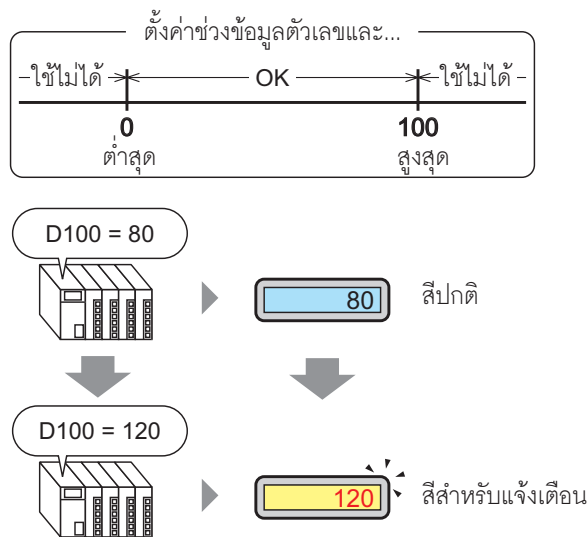 ตั้งค่าช่วงข้อมูลตัวเลขและ...
ใช้ไม่ได้ OK ใช้ไม่ได้
0 100
ต่ำสุด สูงสุด
D100 = 80
80 สีปกติ
D100 = 120
120 สีสำหรับแจ้งเตือน